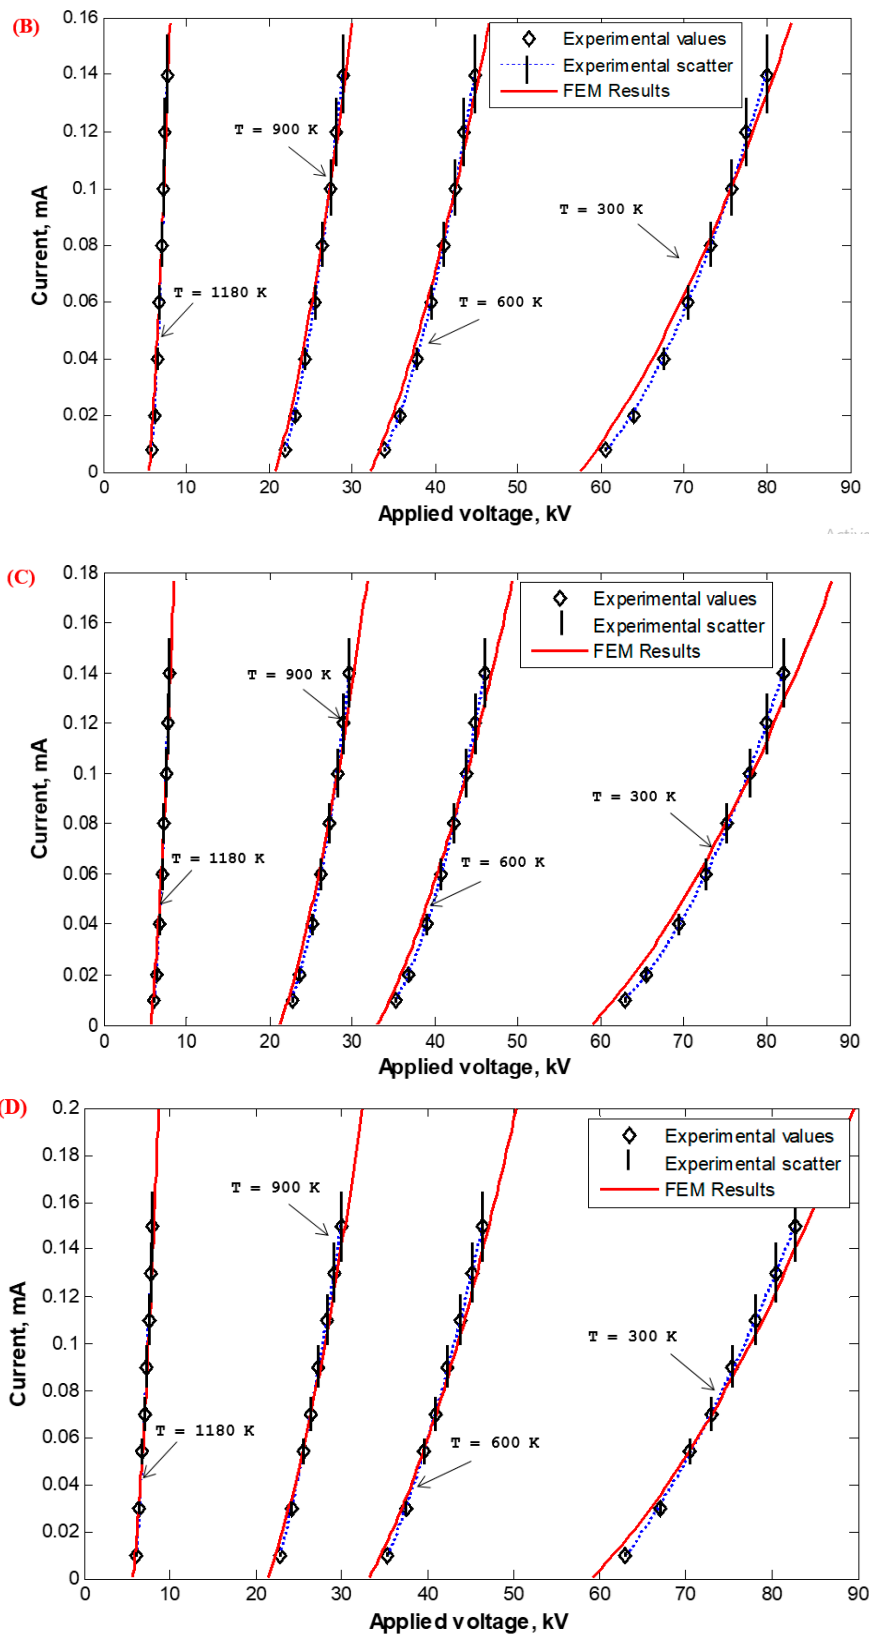 (B)
0.16
0.14
0.12
0.1
0.08
0.06
0.04
0.02
0
Current, mA
Experimental values
Experimental scatter
FEM Results
T = 900 K
T = 300 K
T = 1180 K
T = 600 K
0 10 20 30 40 50 60 70 80 90
Applied voltage, kV
(C)
0.18
0.16
0.14
0.12
0.1
0.08
0.06
0.04
0.02
0
Current, mA
Experimental values
Experimental scatter
FEM Results
T = 900 K
T = 300 K
T = 1180 K
T = 600 K
0 10 20 30 40 50 60 70 80 90
Applied voltage, kV
(D)
0.2
0.16
0.14
0.12
0.1
0.08
0.06
0.04
0.02
0
Current, mA
Experimental values
Experimental scatter
FEM Results
T = 900 K
T = 300 K
T = 1180 K
T = 600 K
0 10 20 30 40 50 60 70 80 90
Applied voltage, kV